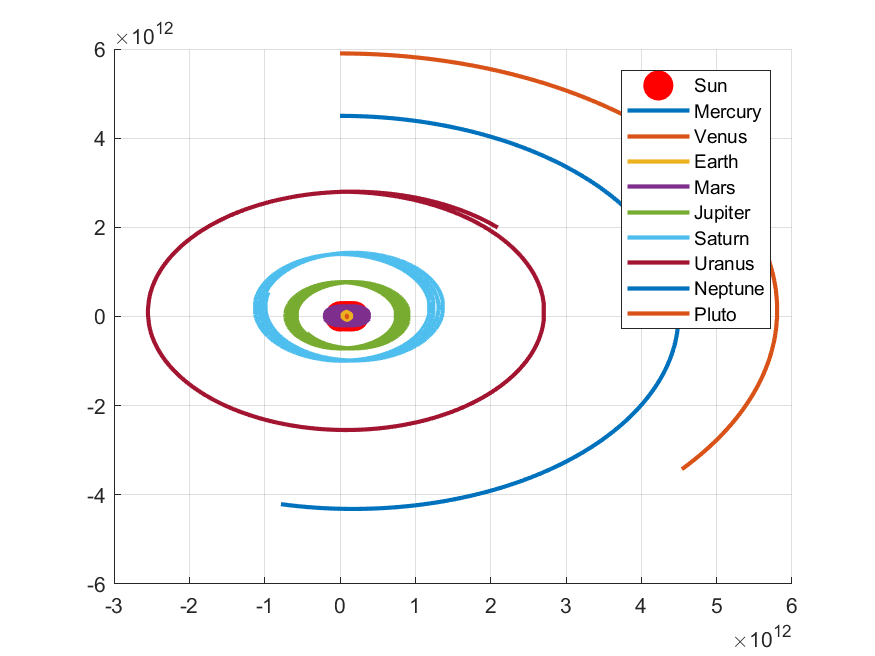 ×10^12
6
4
2
0
-2
-4
-6
-3 -2 -1 0 1 2 3 4 5 6
×10^12
Sun
Mercury
Venus
Earth
Mars
Jupiter
Saturn
Uranus
Neptune
Pluto